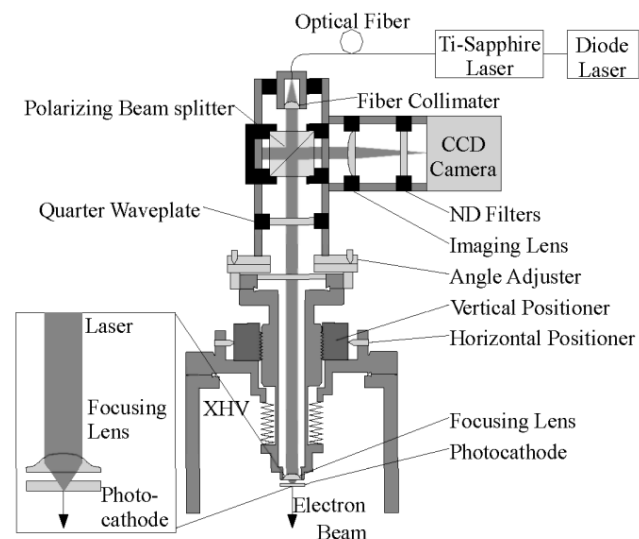 Optical Fiber
Ti-Sapphire
Laser
Diode
Laser
Fiber Collimater
Polarizing Beam splitter
CCD
Camera
Quarter Waveplate
ND Filters
Imaging Lens
Angle Adjuster
Vertical Positioner
Horizontal Positioner
Laser
Focusing
Lens
Photo-
cathode
XHV
Focusing Lens
Photocathode
Electron
Beam